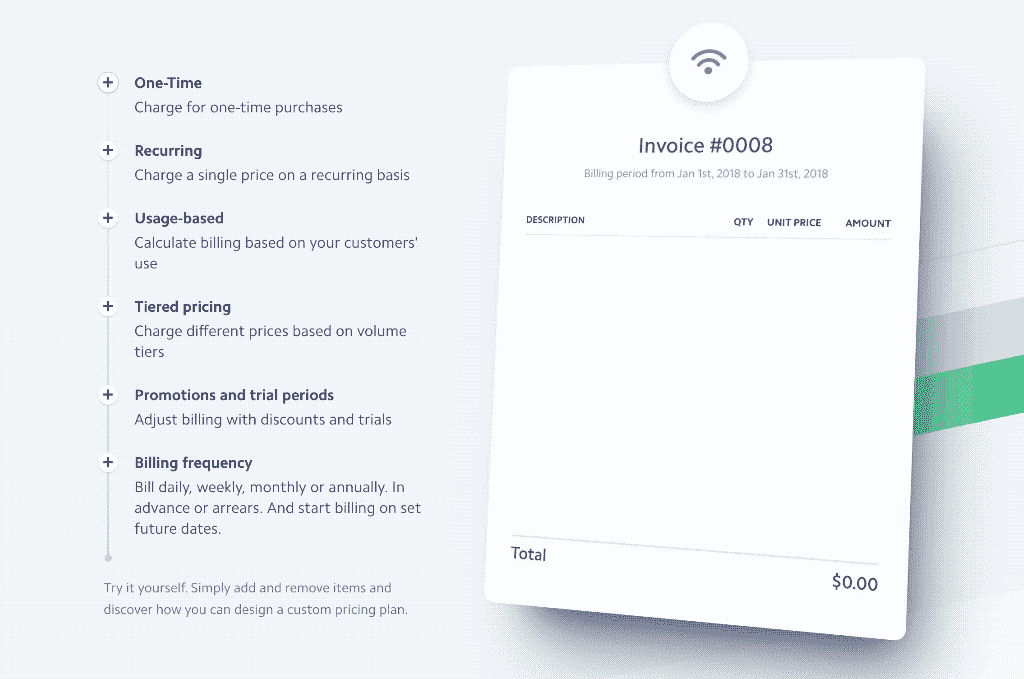 One-Time
Charge for one-time purchases
Recurring
Charge a single price on a recurring basis
Usage-based
Calculate billing based on your customers'
use
Tiered pricing
Charge different prices based on volume
tiers
Promotions and trial periods
Adjust billing with discounts and trials
Billing frequency
Bill daily, weekly, monthly or annually. In
advance or arrears. And start billing on set
future dates.
Try it yourself. Simply add and remove items and
discover how you can design a custom pricing plan.
Invoice #0008
Billing period from Jan 1st, 2018 to Jan 31st, 2018
DESCRIPTION QTY UNIT PRICE AMOUNT
Total
$0.00